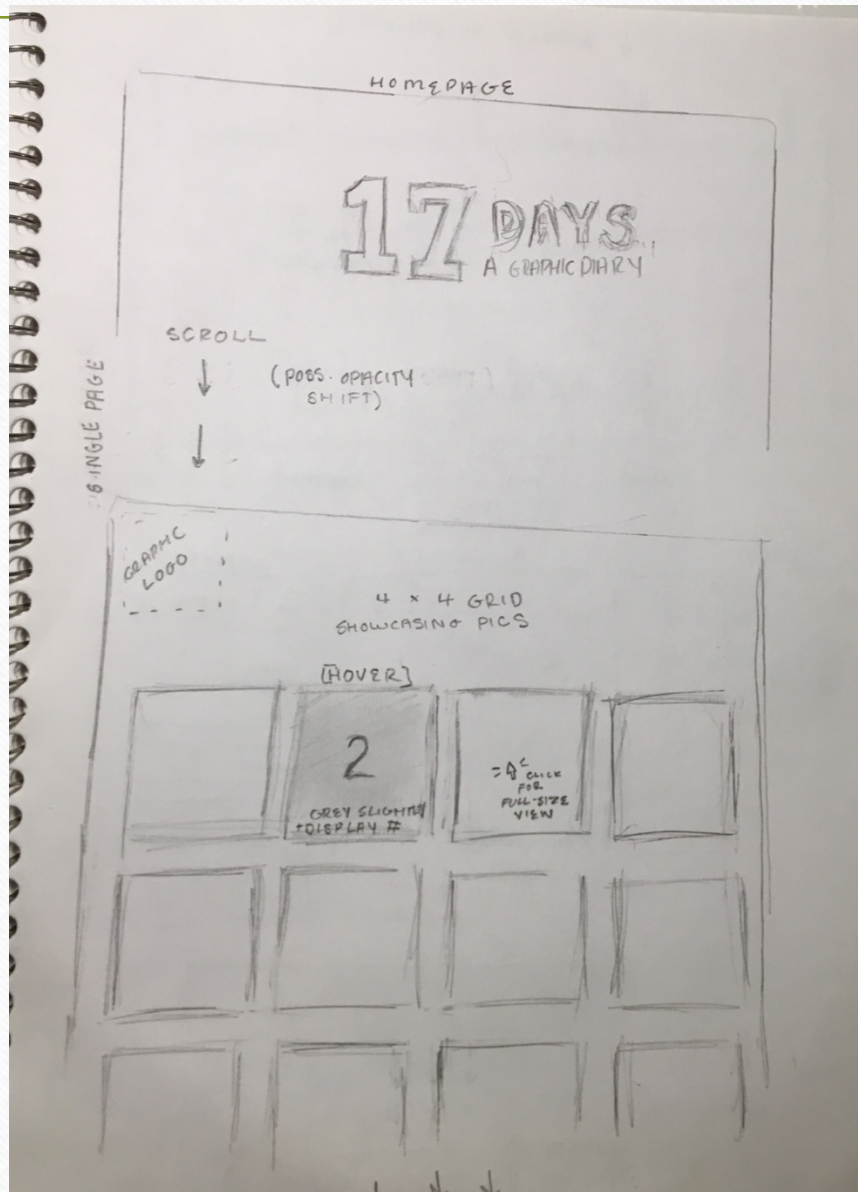 HOMEPAGE
17 DAYS
A GRAPHIC DIARY
SCROLL
(POSS. OPACITY
SHIFT)
SINGLE PAGE
GRAPHIC
LOGO
4 × 4 GRID
SHOWCASING PICS
[HOVER]
2
GREY SLIGHTLY
+DISPLAY #
CLICK
FOR
FULL-SIZE
VIEW